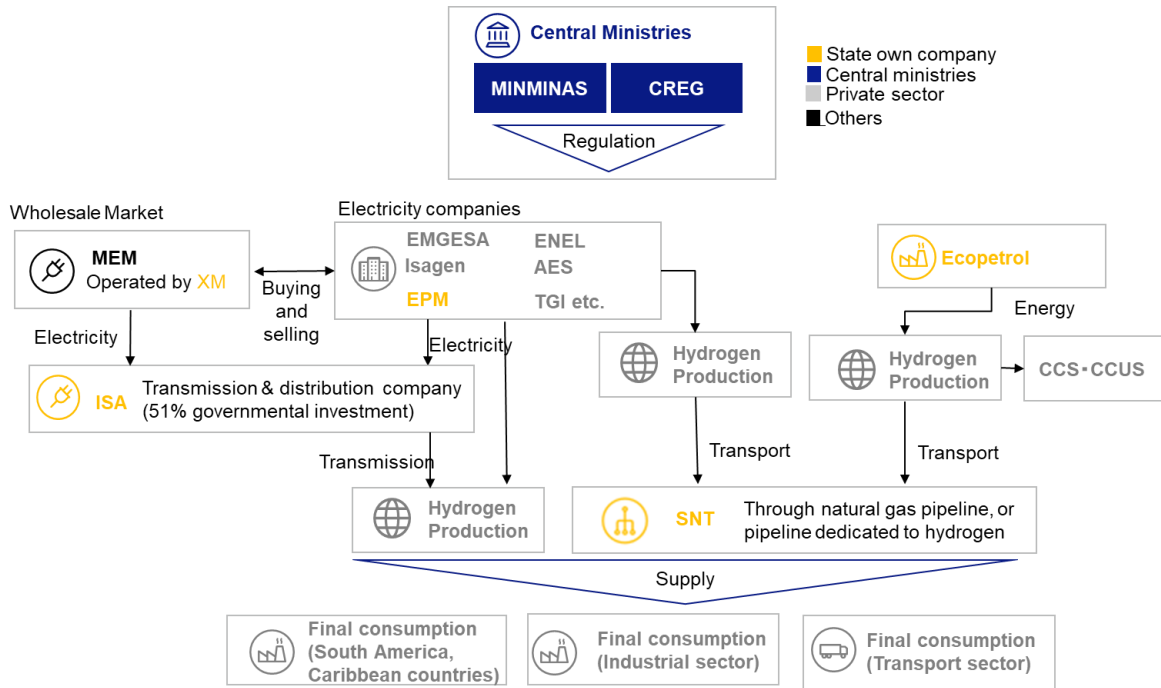 Central Ministries
MINMINAS
CREG
Regulation
State own company
Central ministries
Private sector
Others
Wholesale Market
MEM
Operated by XM
Buying
and
selling
Electricity companies
EMGESA
ENEL
Isagen
AES
EPM
TGI etc.
Ecopetrol
Energy
Electricity
Electricity
Hydrogen
Production
Hydrogen
Production
CCS・CCUS
ISA
Transmission & distribution company
(51% governmental investment)
Transmission
Transport
Transport
Hydrogen
Production
SNT
Through natural gas pipeline, or
pipeline dedicated to hydrogen
Supply
Final consumption
(South America,
Caribbean countries)
Final consumption
(Industrial sector)
Final consumption
(Transport sector)